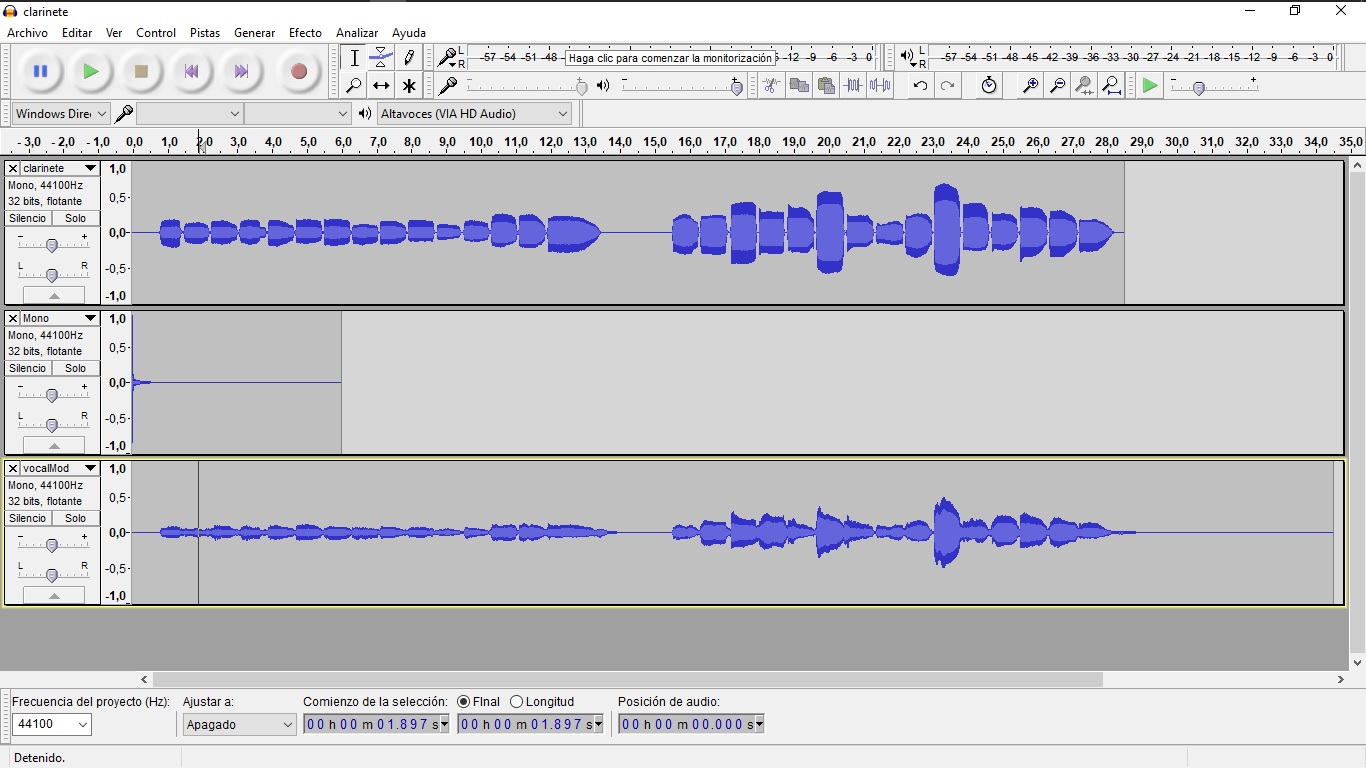 clarinete
Archivo Editar Ver Control Pistas Generar Efecto Analizar Ayuda
L R -57 -54 -51 -48 Haga clic para comenzar la monitorización -9 -6 -3 0 L R -57 -54 -51 -48 -45 -42 -39 -36 -33 -30 -27 -24 -21 -18 -15 -12 -9 -6 -3 0
- + - + - +
Windows Dire Altavoces (VIA HD Audio)
- 3,0 - 2,0 - 1,0 0,0 1,0 2,0 3,0 4,0 5,0 6,0 7,0 8,0 9,0 10,0 11,0 12,0 13,0 14,0 15,0 16,0 17,0 18,0 19,0 20,0 21,0 22,0 23,0 24,0 25,0 26,0 27,0 28,0 29,0 30,0 31,0 32,0 33,0 34,0 35,0
clarinete
Mono, 44100Hz
32 bits, flotante
Silencio Solo
- +
L R
1,0
0,5-
0,0-
-0,5-
-1,0
Mono
Mono, 44100Hz
32 bits, flotante
Silencio Solo
- +
L R
1,0
0,5-
0,0-
-0,5-
-1,0
vocalMod
Mono, 44100Hz
32 bits, flotante
Silencio Solo
- +
L R
1,0
0,5-
0,0-
-0,5-
-1,0
Frecuencia del proyecto (Hz): Ajustar a: Comienzo de la selección: FInal Longitud Posición de audio:
44100 Apagado 00 h 00 m 01.897 s 00 h 00 m 01.897 s 00 h 00 m 00.000 s
Detenido.